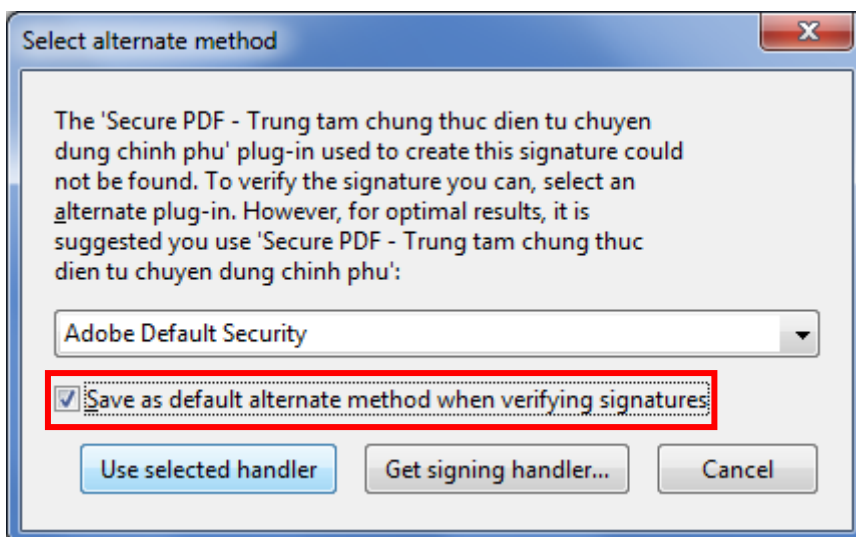 Select alternate method
The 'Secure PDF - Trung tam chung thuc dien tu chuyen
dung chinh phu' plug-in used to create this signature could
not be found. To verify the signature you can, select an
alternate plug-in. However, for optimal results, it is
suggested you use 'Secure PDF - Trung tam chung thuc
dien tu chuyen dung chinh phu':
Adobe Default Security
Save as default alternate method when verifying signatures
Use selected handler Get signing handler... Cancel